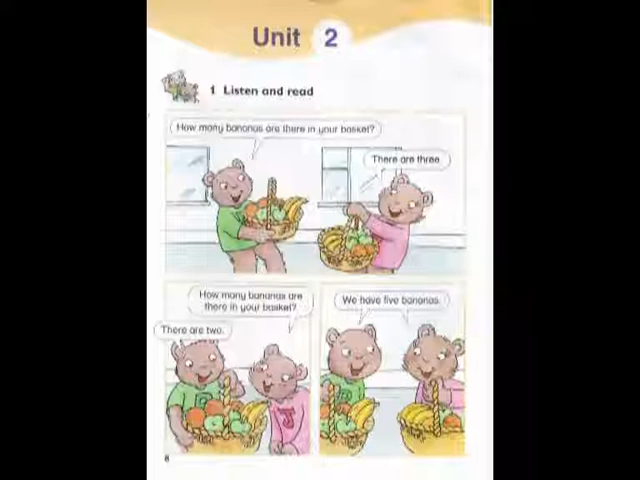 Unit 2
1 Listen and read
How many bananas are there in your basket?
There are three.
How many bananas are
there in your basket?
There are two.
We have five bananas.
8